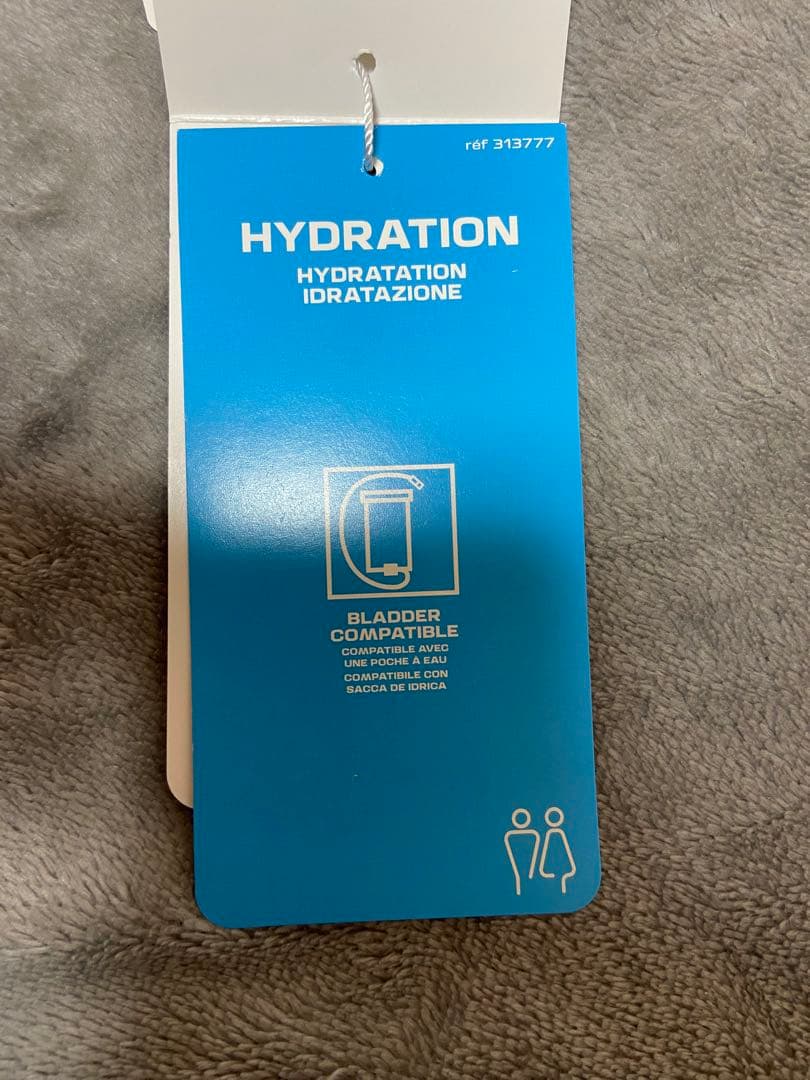 réf 313777
HYDRATION
HYDRATATION
IDRATAZIONE
BLADDER
COMPATIBLE
COMPATIBLE AVEC
UNE POCHE À EAU
COMPATIBILE CON
SACCA DE IDRICA